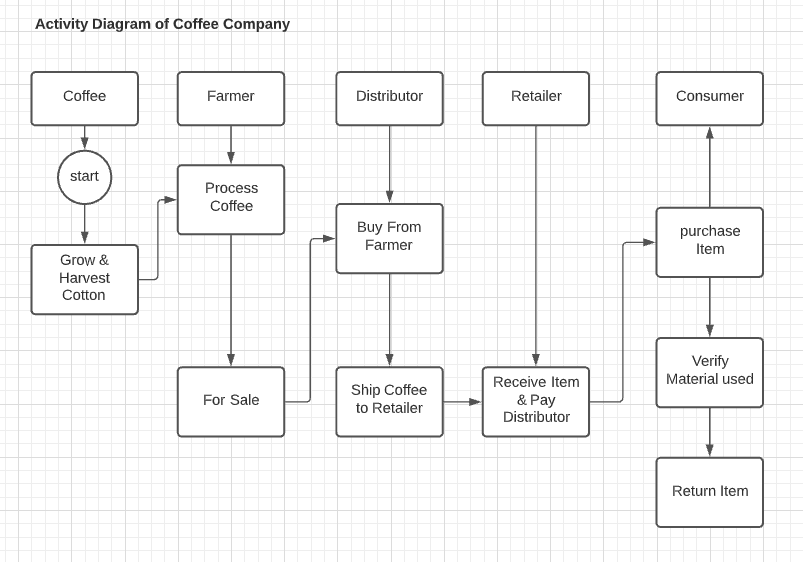 Activity Diagram of Coffee Company
Coffee
Farmer
Distributor
Retailer
Consumer
start
Process
Coffee
Buy From
Farmer
purchase
Item
Grow &
Harvest
Cotton
For Sale
Ship Coffee
to Retailer
Receive Item
& Pay
Distributor
Verify
Material used
Return Item